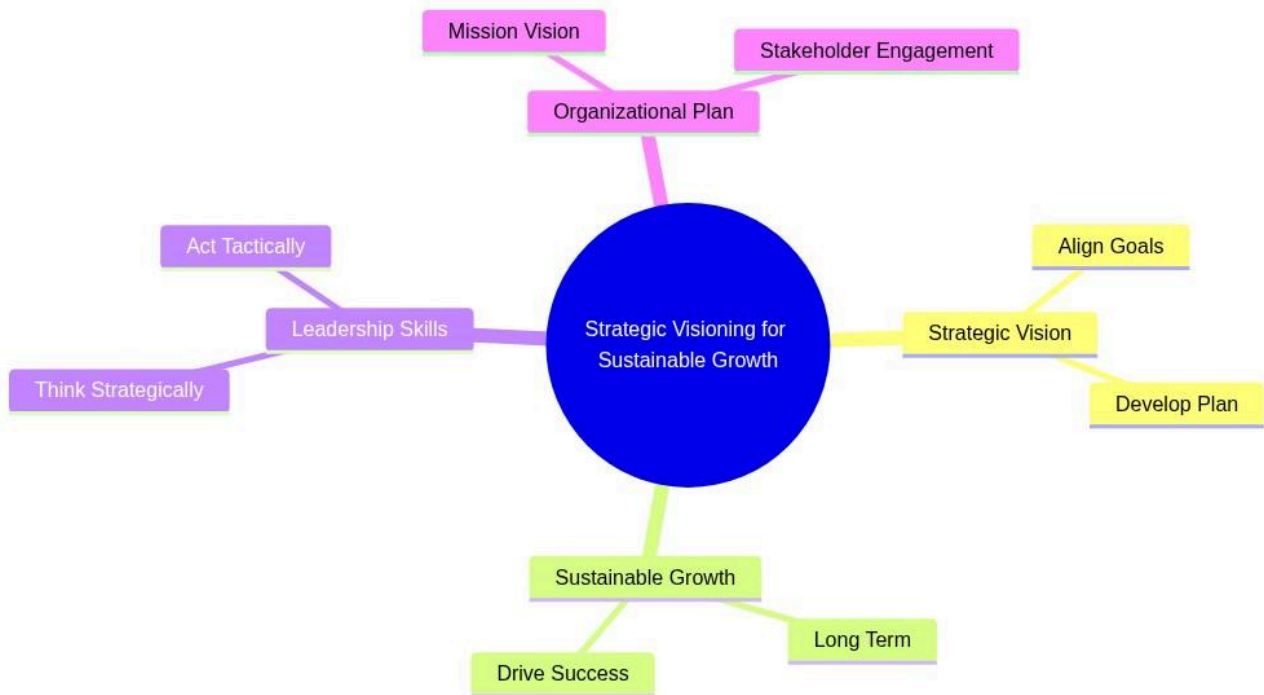 Mission Vision
Stakeholder Engagement
Organizational Plan
Act Tactically
Align Goals
Leadership Skills
Strategic Visioning for
Sustainable Growth
Strategic Vision
Think Strategically
Develop Plan
Sustainable Growth
Long Term
Drive Success